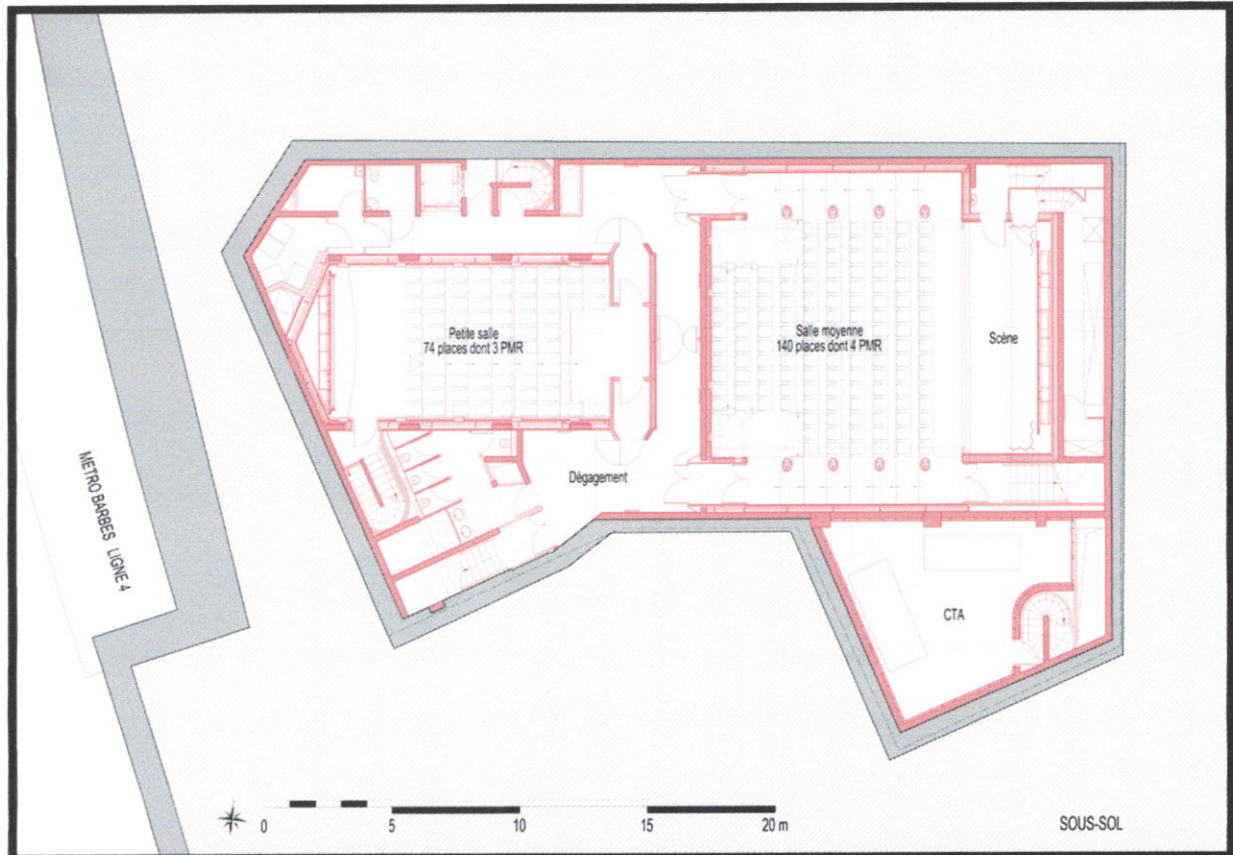 Petite salle
74 places dont 3 PMR
Salle moyenne
140 places dont 4 PMR
Scène
METRO BARBES LIGNE 4
Dégagement
CTA
0 5 10 15 20 m
SOUS-SOL